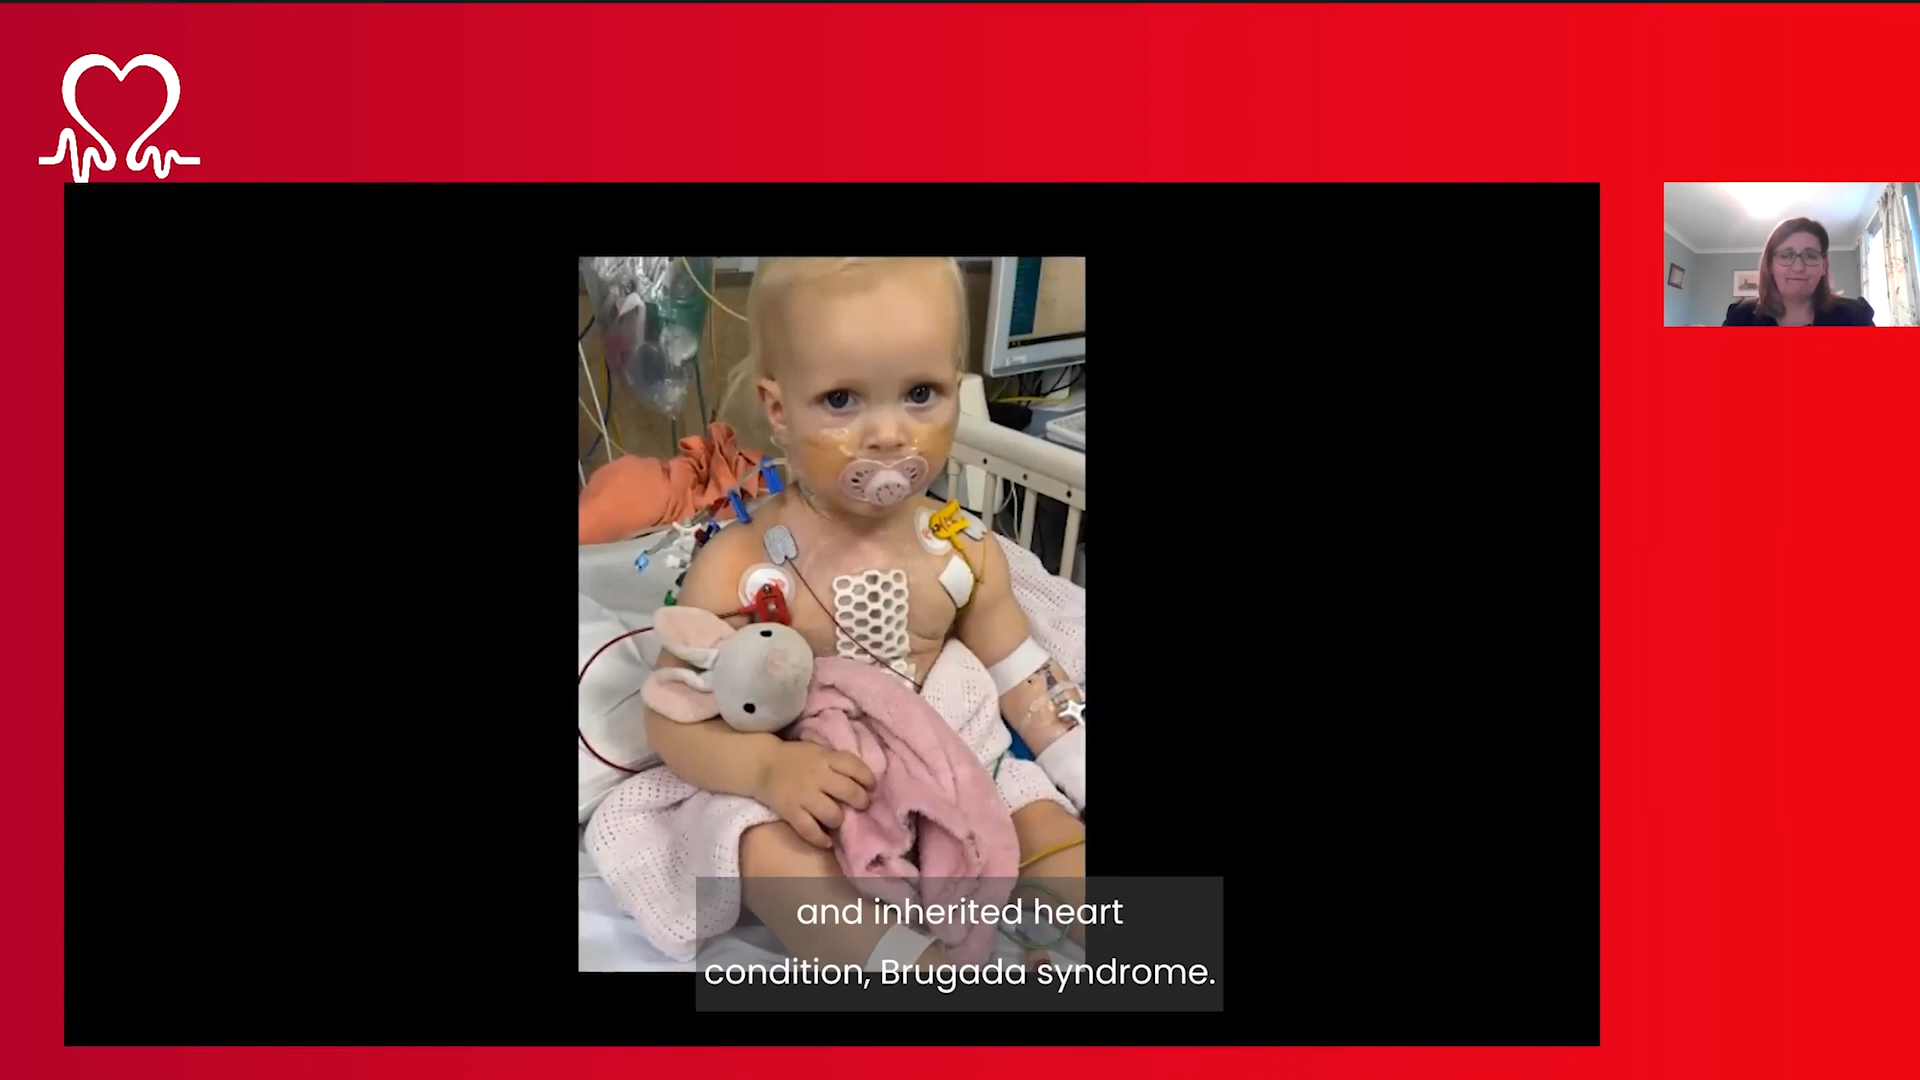 and inherited heart
condition, Brugada syndrome.